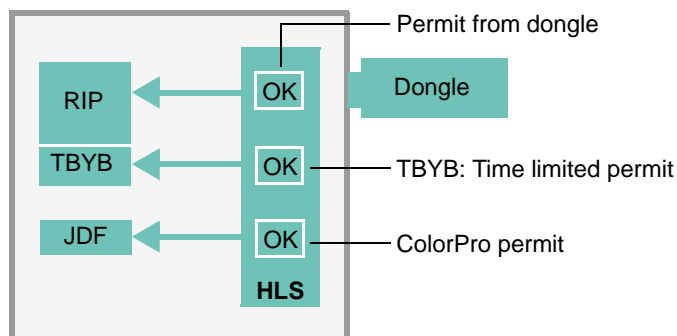 Permit from dongle
RIP
OK
Dongle
TBYB
OK
TBYB: Time limited permit
JDF
OK
ColorPro permit
HLS